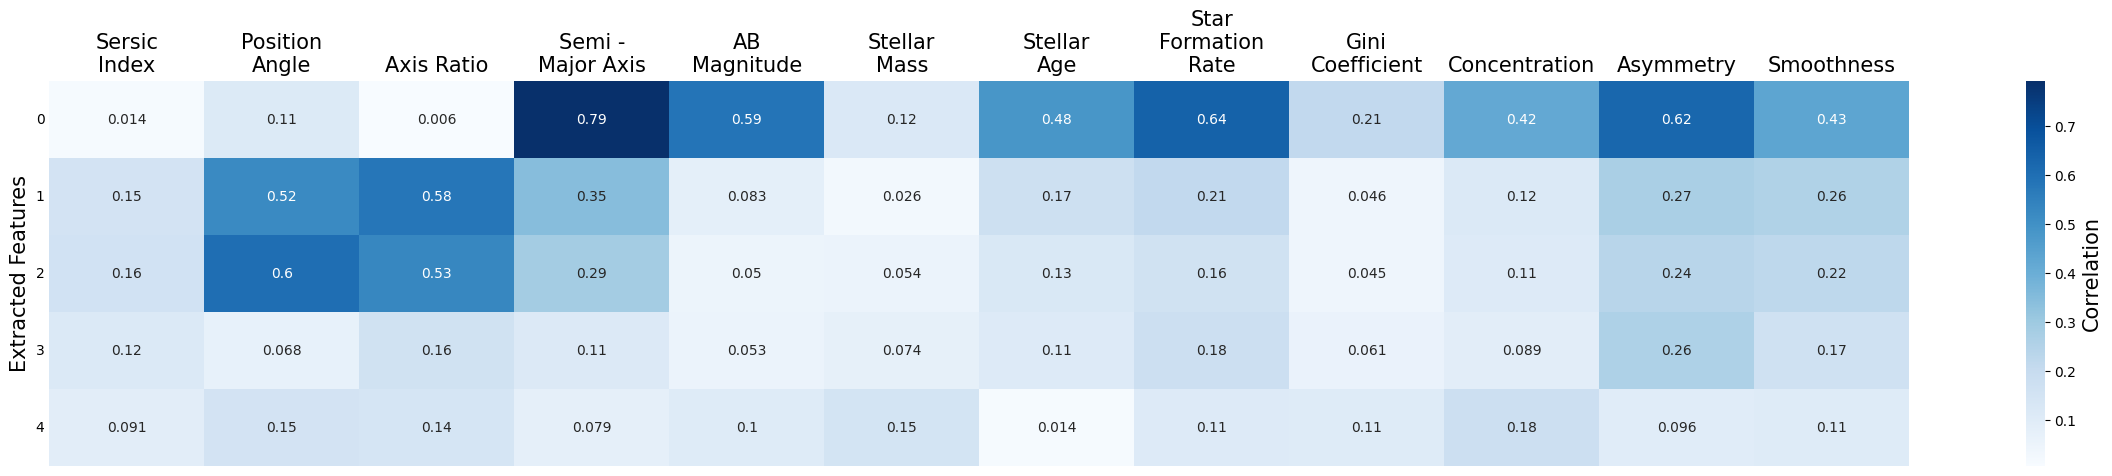 Star
Sersic Position Semi - AB Stellar Stellar Formation Gini
Index Angle Axis Ratio Major Axis Magnitude Mass Age Rate Coefficient Concentration Asymmetry Smoothness
0 0.014 0.11 0.006 0.79 0.59 0.12 0.48 0.64 0.21 0.42 0.62 0.43
1 0.15 0.52 0.58 0.35 0.083 0.026 0.17 0.21 0.046 0.12 0.27 0.26
2 0.16 0.6 0.53 0.29 0.05 0.054 0.13 0.16 0.045 0.11 0.24 0.22
3 0.12 0.068 0.16 0.11 0.053 0.074 0.11 0.18 0.061 0.089 0.26 0.17
4 0.091 0.15 0.14 0.079 0.1 0.15 0.014 0.11 0.11 0.18 0.096 0.11
Extracted Features
0.7
0.6
0.5
0.4
0.3
0.2
0.1
Correlation